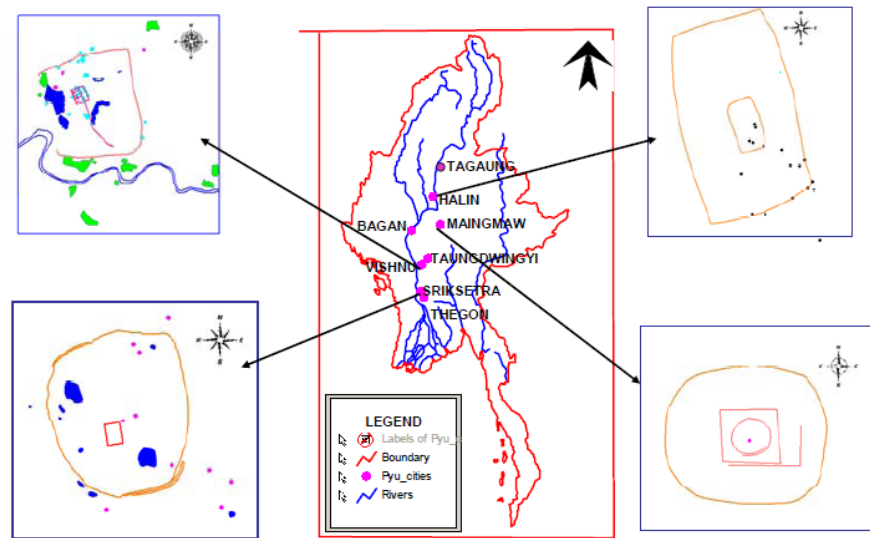 TAGAUNG
HALIN
BAGAN
MAINGMAW
TAUNGDWINGYI
VISHNU
SRIKSETRA
THEGON
LEGEND
Labels of Pyu_
Boundary
Pyu_cities
Rivers